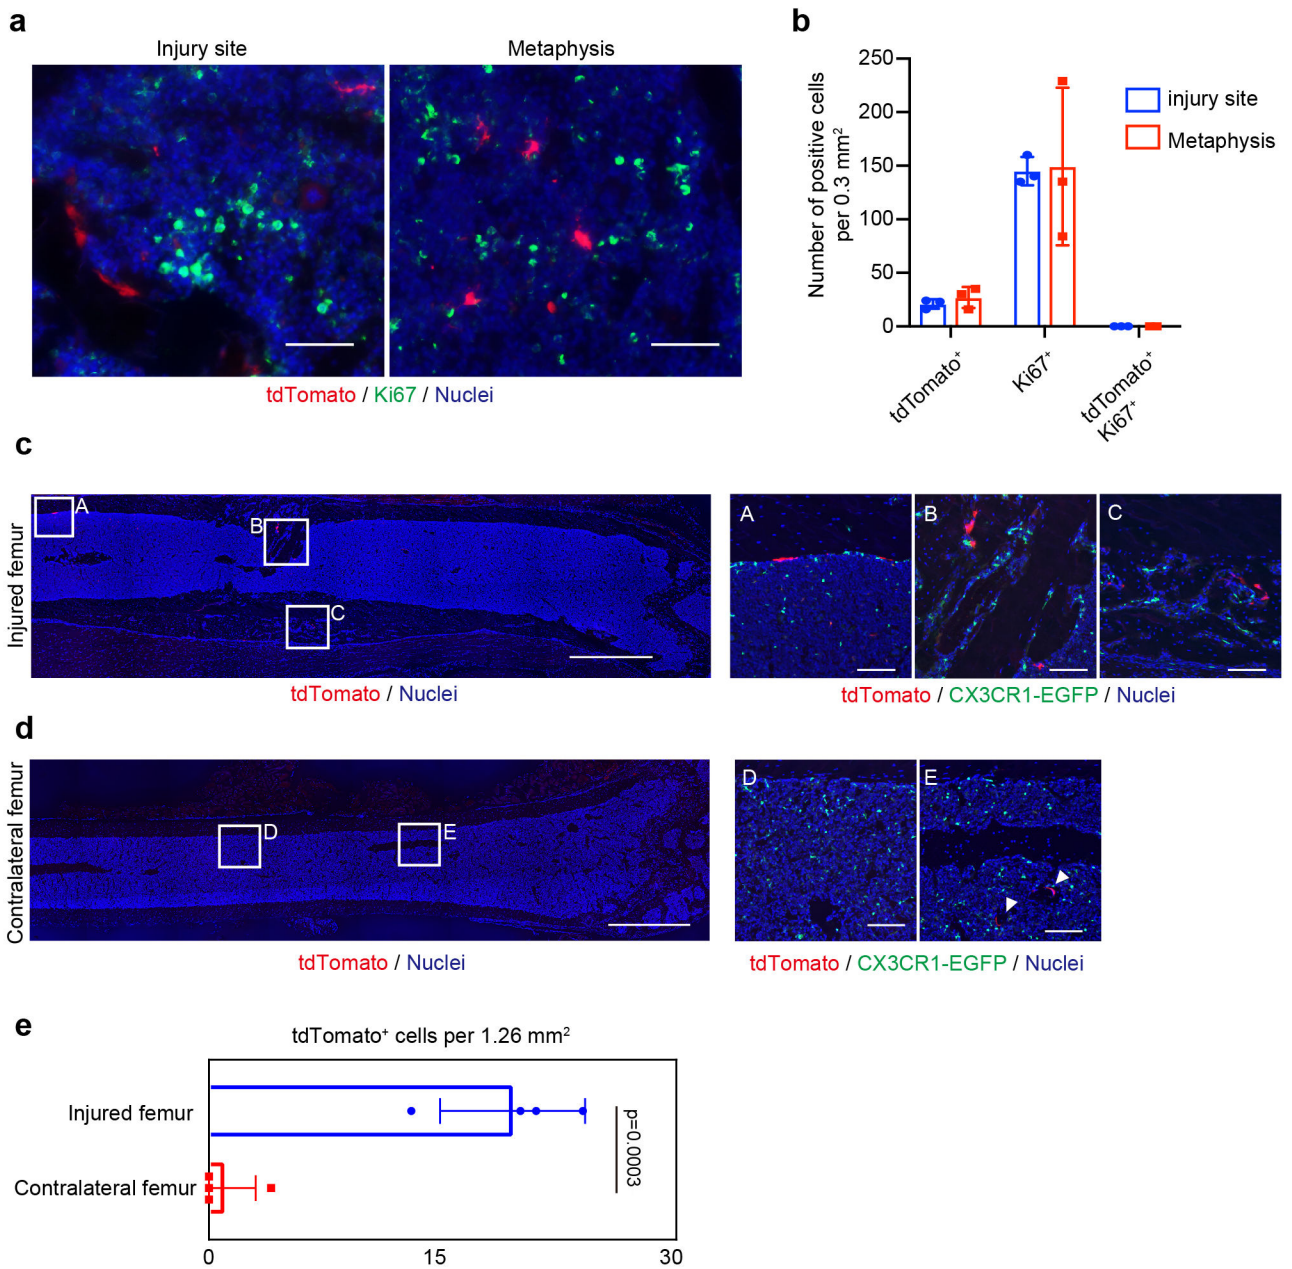 a
Injury site
Metaphysis
tdTomato / Ki67 / Nuclei
b
Number of positive cells
per 0.3 mm²
250
200
150
100
50
0
injury site
Metaphysis
tdTomato⁺
Ki67⁺
tdTomato⁺
Ki67⁺
c
Injured femur
A
B
C
tdTomato / Nuclei
A
B
C
tdTomato / CX3CR1-EGFP / Nuclei
d
Contralateral femur
D
E
tdTomato / Nuclei
D
E
tdTomato / CX3CR1-EGFP / Nuclei
e
tdTomato⁺ cells per 1.26 mm²
Injured femur
Contralateral femur
p=0.0003
0
15
30